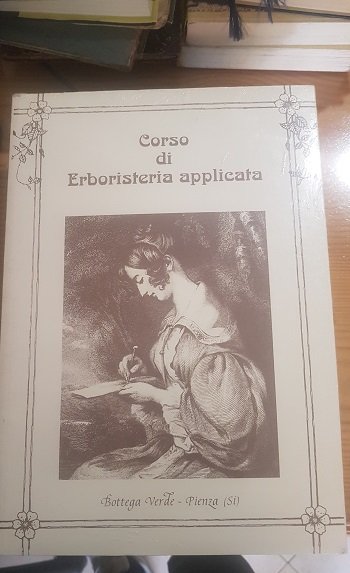 Corso
di
Erboristeria applicata
Bottega Verde - Pienza (Si)